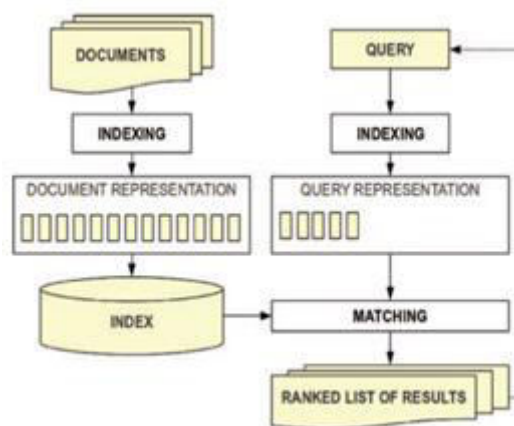 DOCUMENTS
QUERY
INDEXING
INDEXING
DOCUMENT REPRESENTATION
QUERY REPRESENTATION
INDEX
MATCHING
RANKED LIST OF RESULTS